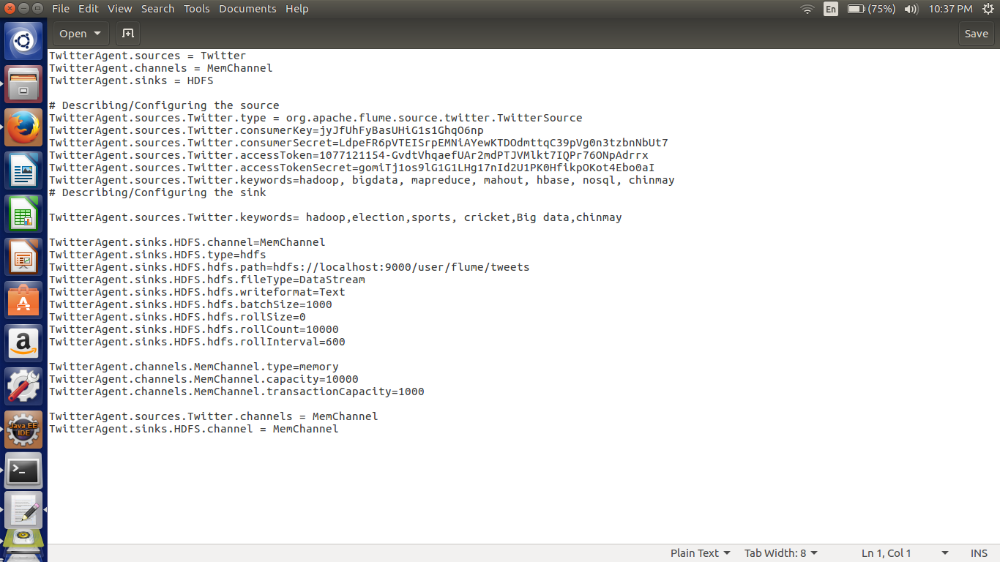 File Edit View Search Tools Documents Help
En (75%) 10:37 PM
Open Save
TwitterAgent.sources = Twitter
TwitterAgent.channels = MemChannel
TwitterAgent.sinks = HDFS
# Describing/Configuring the source
TwitterAgent.sources.Twitter.type = org.apache.flume.source.twitter.TwitterSource
TwitterAgent.sources.Twitter.consumerKey=jyJfUhFyBasUHiG1s1GhqO6np
TwitterAgent.sources.Twitter.consumerSecret=LdpeFR6pVTEISrpEMNiAYewKTDOdmttqC39pVg0n3tzbnNbUt7
TwitterAgent.sources.Twitter.accessToken=1077121154-GvdtVhqaefUAr2mdPTJVMlkt7IQPr76ONpAdrrx
TwitterAgent.sources.Twitter.accessTokenSecret=gomiTj1os9lG1G1LHg17nId2U1PK0HfikpOKot4Ebo0aI
TwitterAgent.sources.Twitter.keywords=hadoop, bigdata, mapreduce, mahout, hbase, nosql, chinmay
# Describing/Configuring the sink
TwitterAgent.sources.Twitter.keywords= hadoop,election,sports, cricket,Big data,chinmay
TwitterAgent.sinks.HDFS.channel=MemChannel
TwitterAgent.sinks.HDFS.type=hdfs
TwitterAgent.sinks.HDFS.hdfs.path=hdfs://localhost:9000/user/flume/tweets
TwitterAgent.sinks.HDFS.hdfs.fileType=DataStream
TwitterAgent.sinks.HDFS.hdfs.writeformat=Text
TwitterAgent.sinks.HDFS.hdfs.batchSize=1000
TwitterAgent.sinks.HDFS.hdfs.rollSize=0
TwitterAgent.sinks.HDFS.hdfs.rollCount=10000
TwitterAgent.sinks.HDFS.hdfs.rollInterval=600
TwitterAgent.channels.MemChannel.type=memory
TwitterAgent.channels.MemChannel.capacity=10000
TwitterAgent.channels.MemChannel.transactionCapacity=1000
TwitterAgent.sources.Twitter.channels = MemChannel
TwitterAgent.sinks.HDFS.channel = MemChannel
Java EE
IDE
Plain Text Tab Width: 8 Ln 1, Col 1 INS